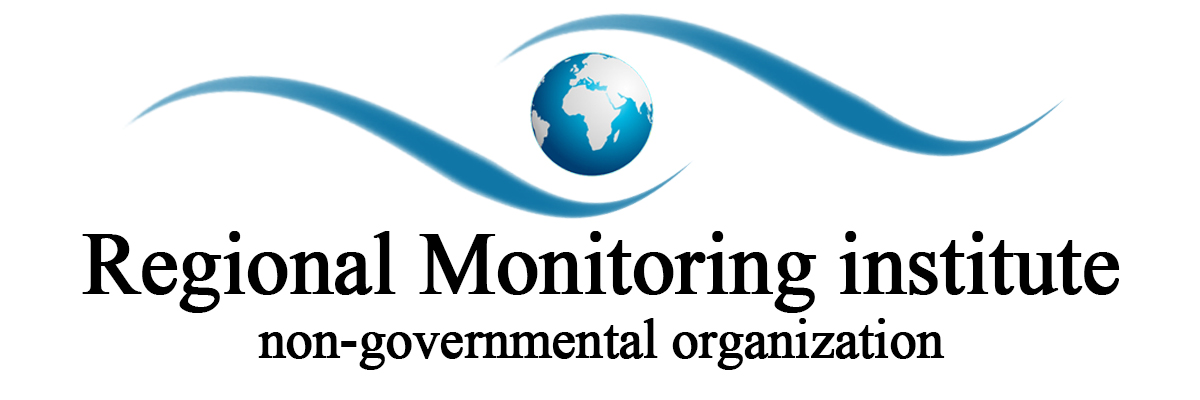 Regional Monitoring institute
non-governmental organization